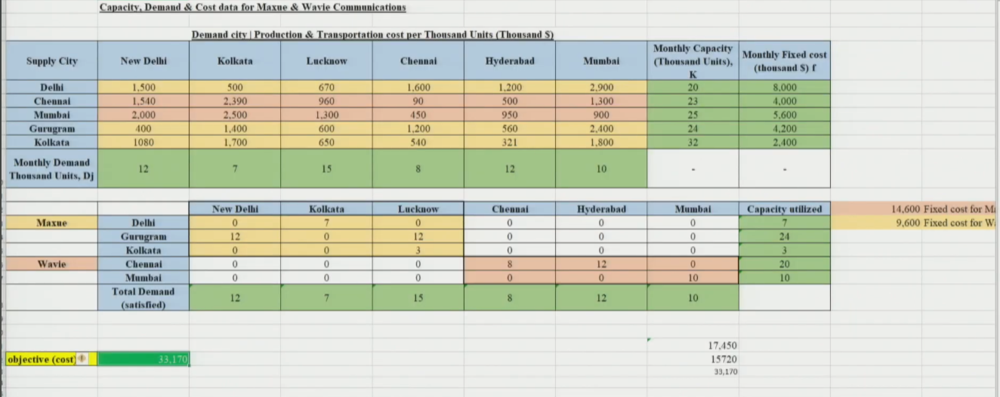 Capacity, Demand & Cost data for Maxue & Wavie Communications
Demand city | Production & Transportation cost per Thousand Units (Thousand $)
Supply City New Delhi Kolkata Lucknow Chennai Hyderabad Mumbai Monthly Capacity (Thousand Units), K Monthly Fixed cost (thousand $) f
Delhi 1,500 500 670 1,600 1,200 2,900 20 8,000
Chennai 1,540 2,390 960 90 500 1,300 23 4,000
Mumbai 2,000 2,500 1,300 450 950 900 25 5,600
Gurugram 400 1,400 600 1,200 560 2,400 24 4,200
Kolkata 1080 1,700 650 540 321 1,800 32 2,400
Monthly Demand Thousand Units, Dj 12 7 15 8 12 10 - -
New Delhi Kolkata Lucknow Chennai Hyderabad Mumbai Capacity utilized 14,600 Fixed cost for
Maxue Delhi 0 7 0 0 0 0 7 9,600 Fixed cost for
Gurugram 12 0 12 0 0 0 24
Kolkata 0 0 3 0 0 0 3
Wavie Chennai 0 0 0 8 12 0 20
Mumbai 0 0 0 0 0 10 10
Total Demand (satisfied) 12 7 15 8 12 10
17,450
objective (cost) 33,170 15720
33,170